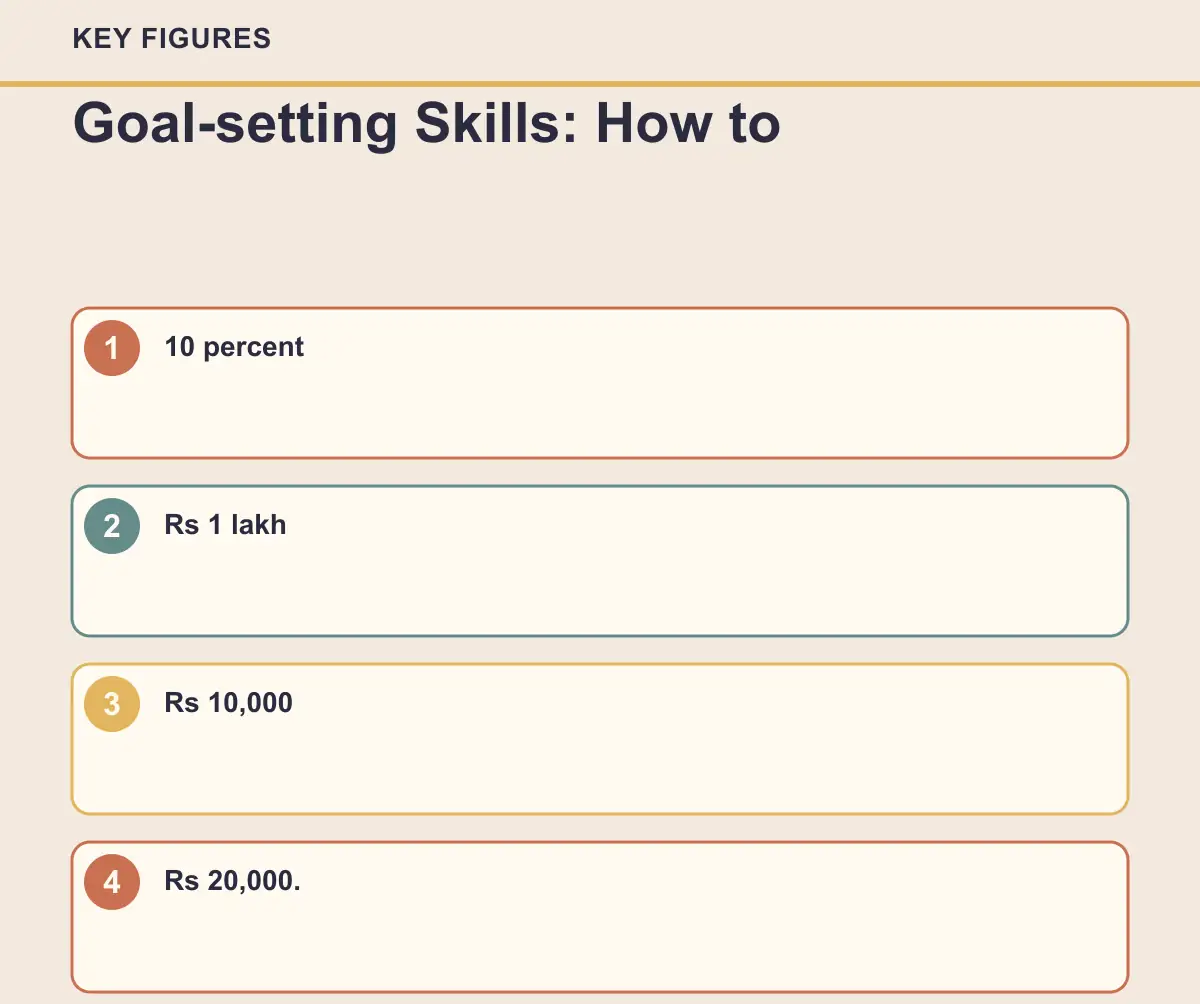 KEY FIGURES
Goal-setting Skills: How to
1 10 percent
2 Rs 1 lakh
3 Rs 10,000
4 Rs 20,000.